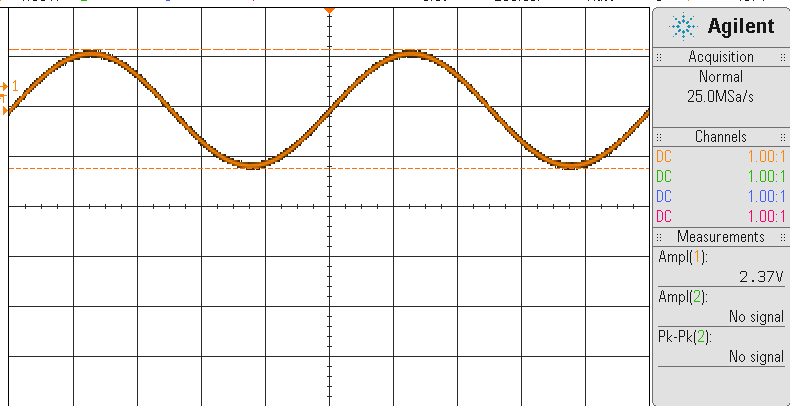 Agilent
Acquisition
Normal
25.0MSa/s
1
Channels
DC 1.00:1
DC 1.00:1
DC 1.00:1
DC 1.00:1
Measurements
Ampl(1):
2.37V
Ampl(2):
No signal
Pk-Pk(2):
No signal